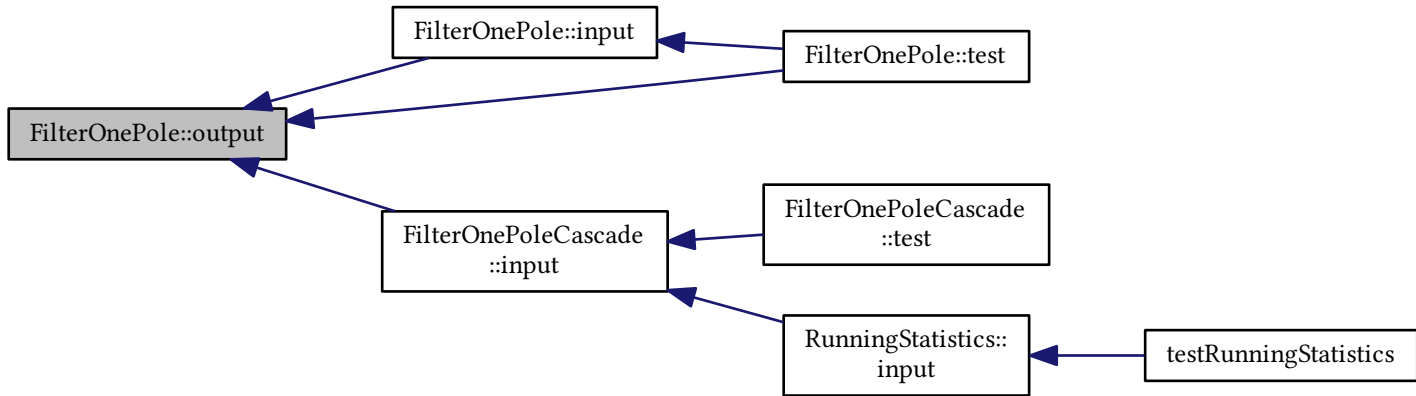 FilterOnePole::input
FilterOnePole::test
FilterOnePole::output
FilterOnePoleCascade
::test
FilterOnePoleCascade
::input
RunningStatistics::
input
testRunningStatistics